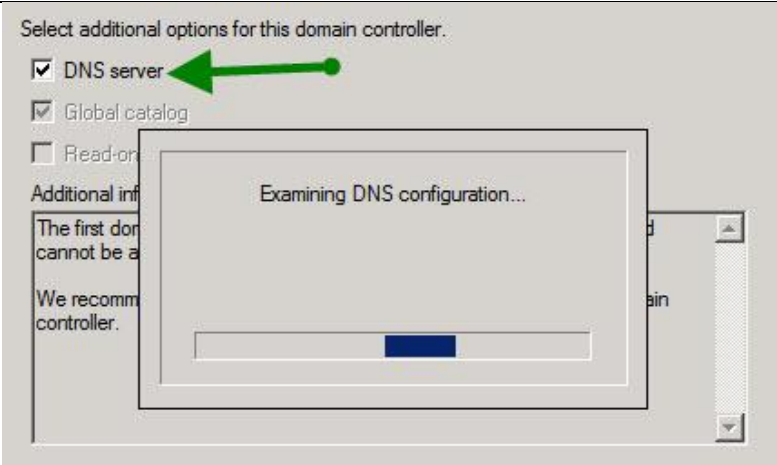 Select additional options for this domain controller.
DNS server
Global catalog
Read-on
Additional inf
Examining DNS configuration...
The first dor
cannot be a
We recomm ain
controller.